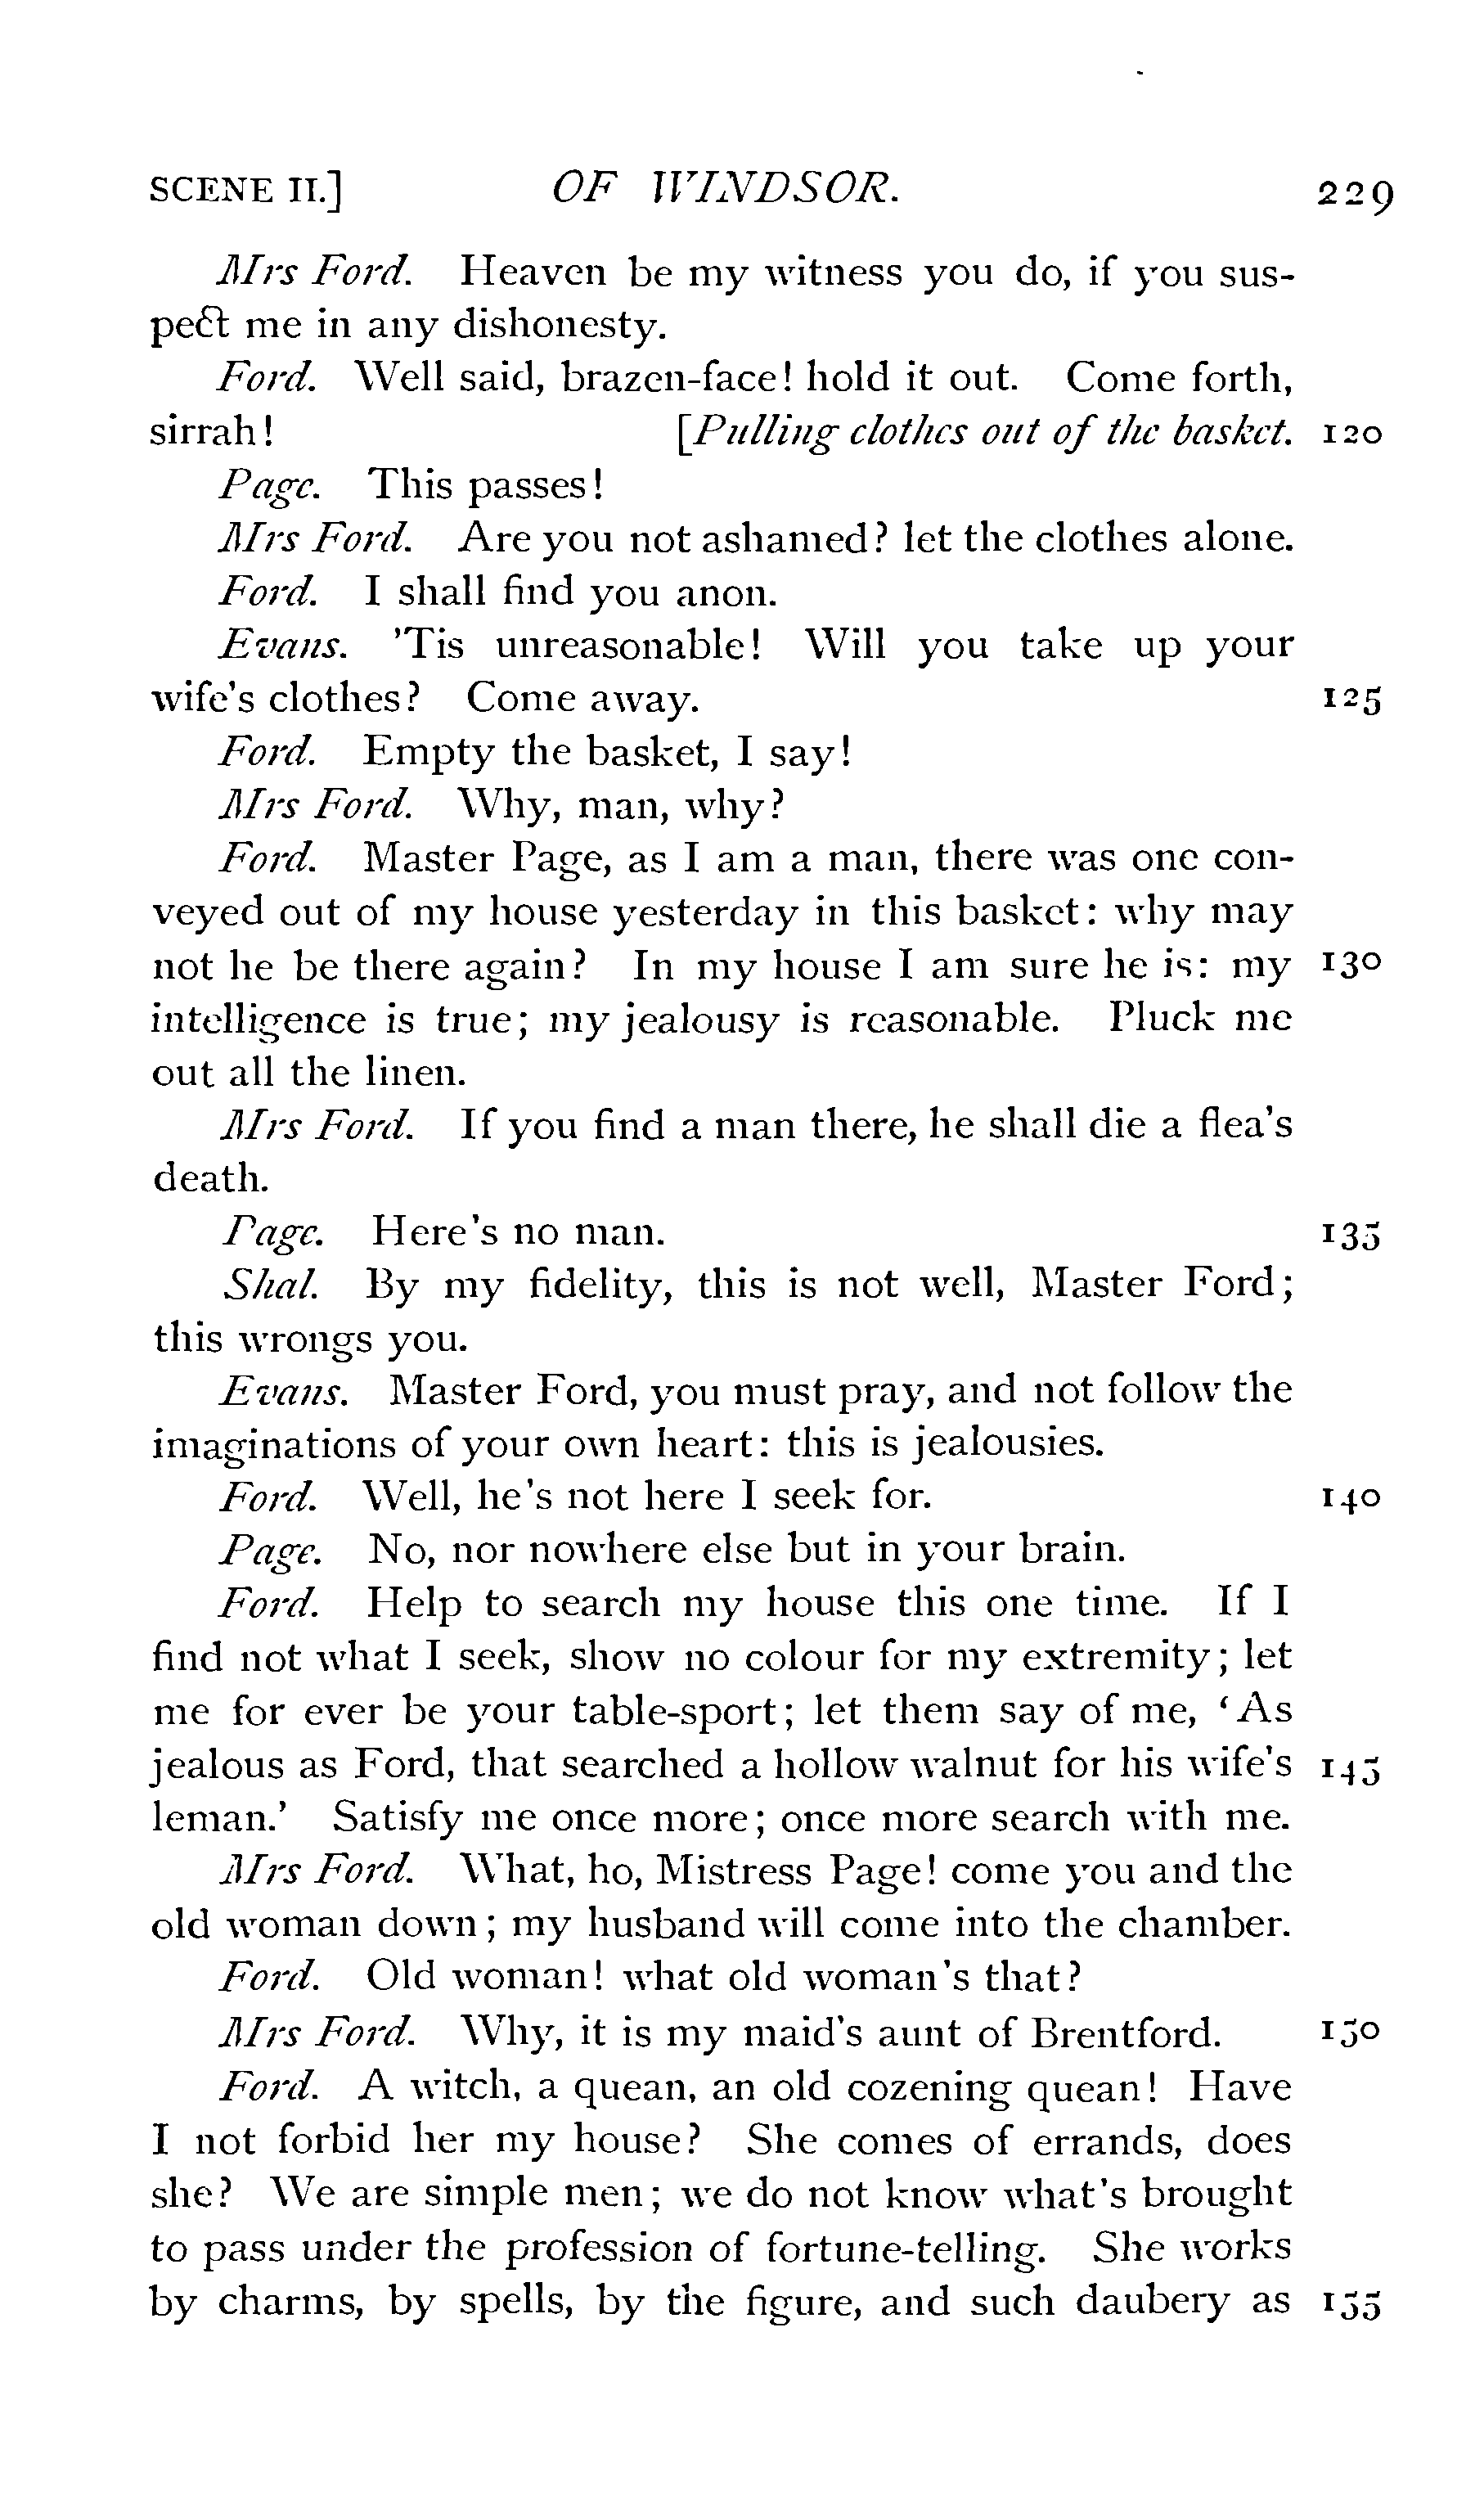 SCENE II.] OF WINDSOR. 229
Mrs Ford. Heaven be my witness you do, if you sus-
pect me in any dishonesty.
Ford. Well said, brazen-face! hold it out. Come forth,
sirrah! [Pulling clothes out of the basket. 120
Page. This passes!
Mrs Ford. Are you not ashamed? let the clothes alone.
Ford. I shall find you anon.
Evans. 'Tis unreasonable! Will you take up your
wife's clothes? Come away. 125
Ford. Empty the basket, I say!
Mrs Ford. Why, man, why?
Ford. Master Page, as I am a man, there was one con-
veyed out of my house yesterday in this basket: why may
not he be there again? In my house I am sure he is: my 130
intelligence is true; my jealousy is reasonable. Pluck me
out all the linen.
Mrs Ford. If you find a man there, he shall die a flea's
death.
Page. Here's no man. 135
Shal. By my fidelity, this is not well, Master Ford;
this wrongs you.
Evans. Master Ford, you must pray, and not follow the
imaginations of your own heart: this is jealousies.
Ford. Well, he's not here I seek for. 140
Page. No, nor nowhere else but in your brain.
Ford. Help to search my house this one time. If I
find not what I seek, show no colour for my extremity; let
me for ever be your table-sport; let them say of me, 'As
jealous as Ford, that searched a hollow walnut for his wife's 145
leman.' Satisfy me once more; once more search with me.
Mrs Ford. What, ho, Mistress Page! come you and the
old woman down; my husband will come into the chamber.
Ford. Old woman! what old woman's that?
Mrs Ford. Why, it is my maid's aunt of Brentford. 150
Ford. A witch, a quean, an old cozening quean! Have
I not forbid her my house? She comes of errands, does
she? We are simple men; we do not know what's brought
to pass under the profession of fortune-telling. She works
by charms, by spells, by the figure, and such daubery as 155